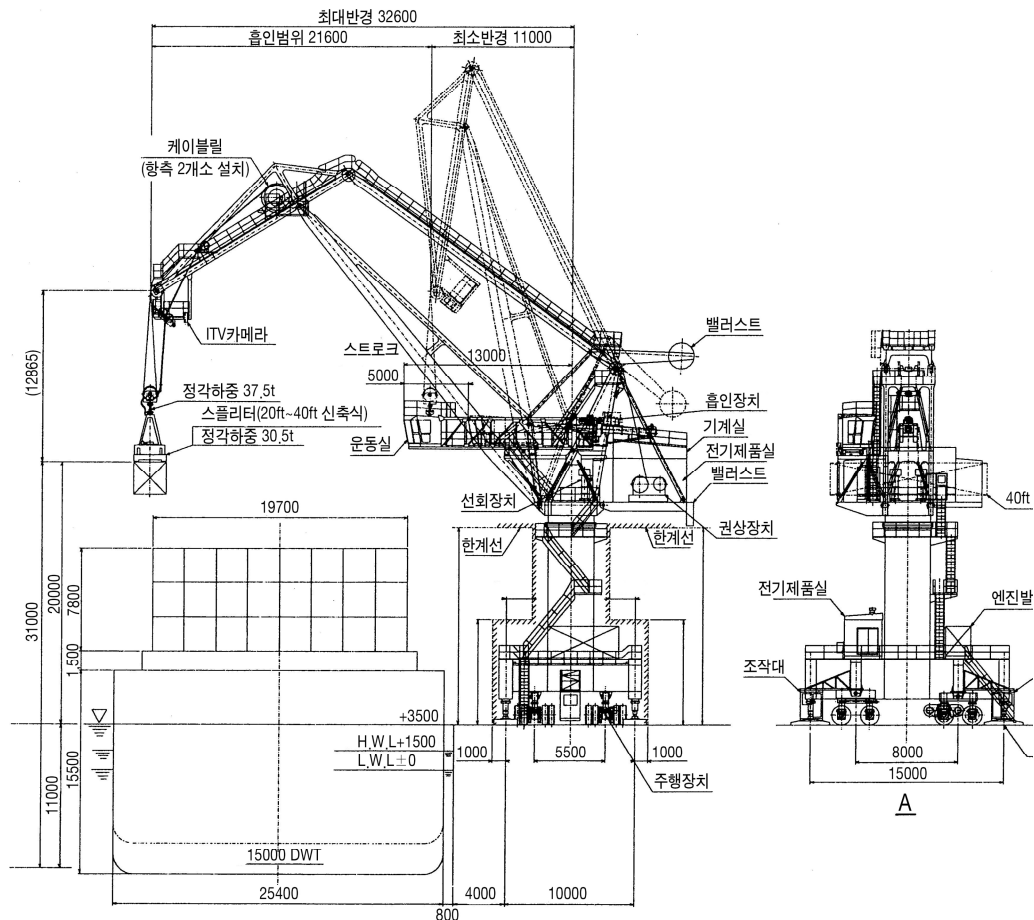 최대반경 32600
흡인범위 21600
최소반경 11000
케이블릴
(항측 2개소 설치)
ITV카메라
(12865)
정각하중 37.5t
스플리터(20ft~40ft 신축식)
정각하중 30.5t
스트로크
13000
5000
운동실
밸러스트
흡인장치
기계실
전기제품실
밸러스트
선회장치
권상장치
한계선
한계선
19700
31000
20000
7800
1,500
+3500
H.W.L+1500
L.W.L±0
15500
11000
15000 DWT
25400
800
4000
10000
1000
5500
1000
주행장치
40ft
전기제품실
엔진발
조작대
8000
15000
A